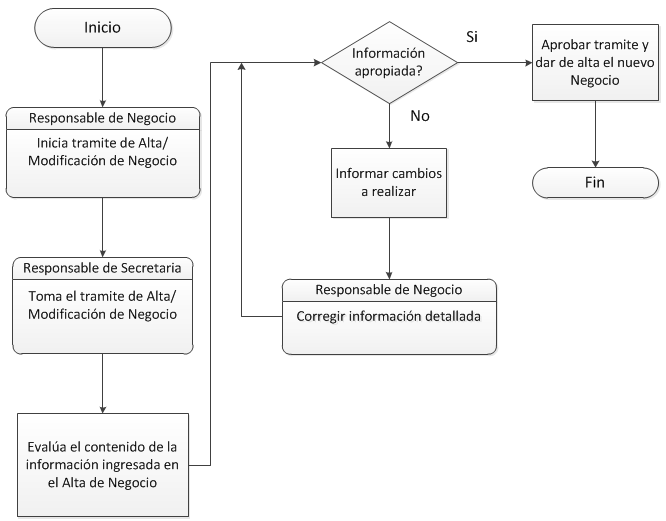 Inicio
Responsable de Negocio
Inicia tramite de Alta/
Modificación de Negocio
Responsable de Secretaria
Toma el tramite de Alta/
Modificación de Negocio
Evalúa el contenido de la
información ingresada en
el Alta de Negocio
Información
apropiada?
Si
No
Informar cambios
a realizar
Responsable de Negocio
Corregir información detallada
Aprobar tramite y
dar de alta el nuevo
Negocio
Fin